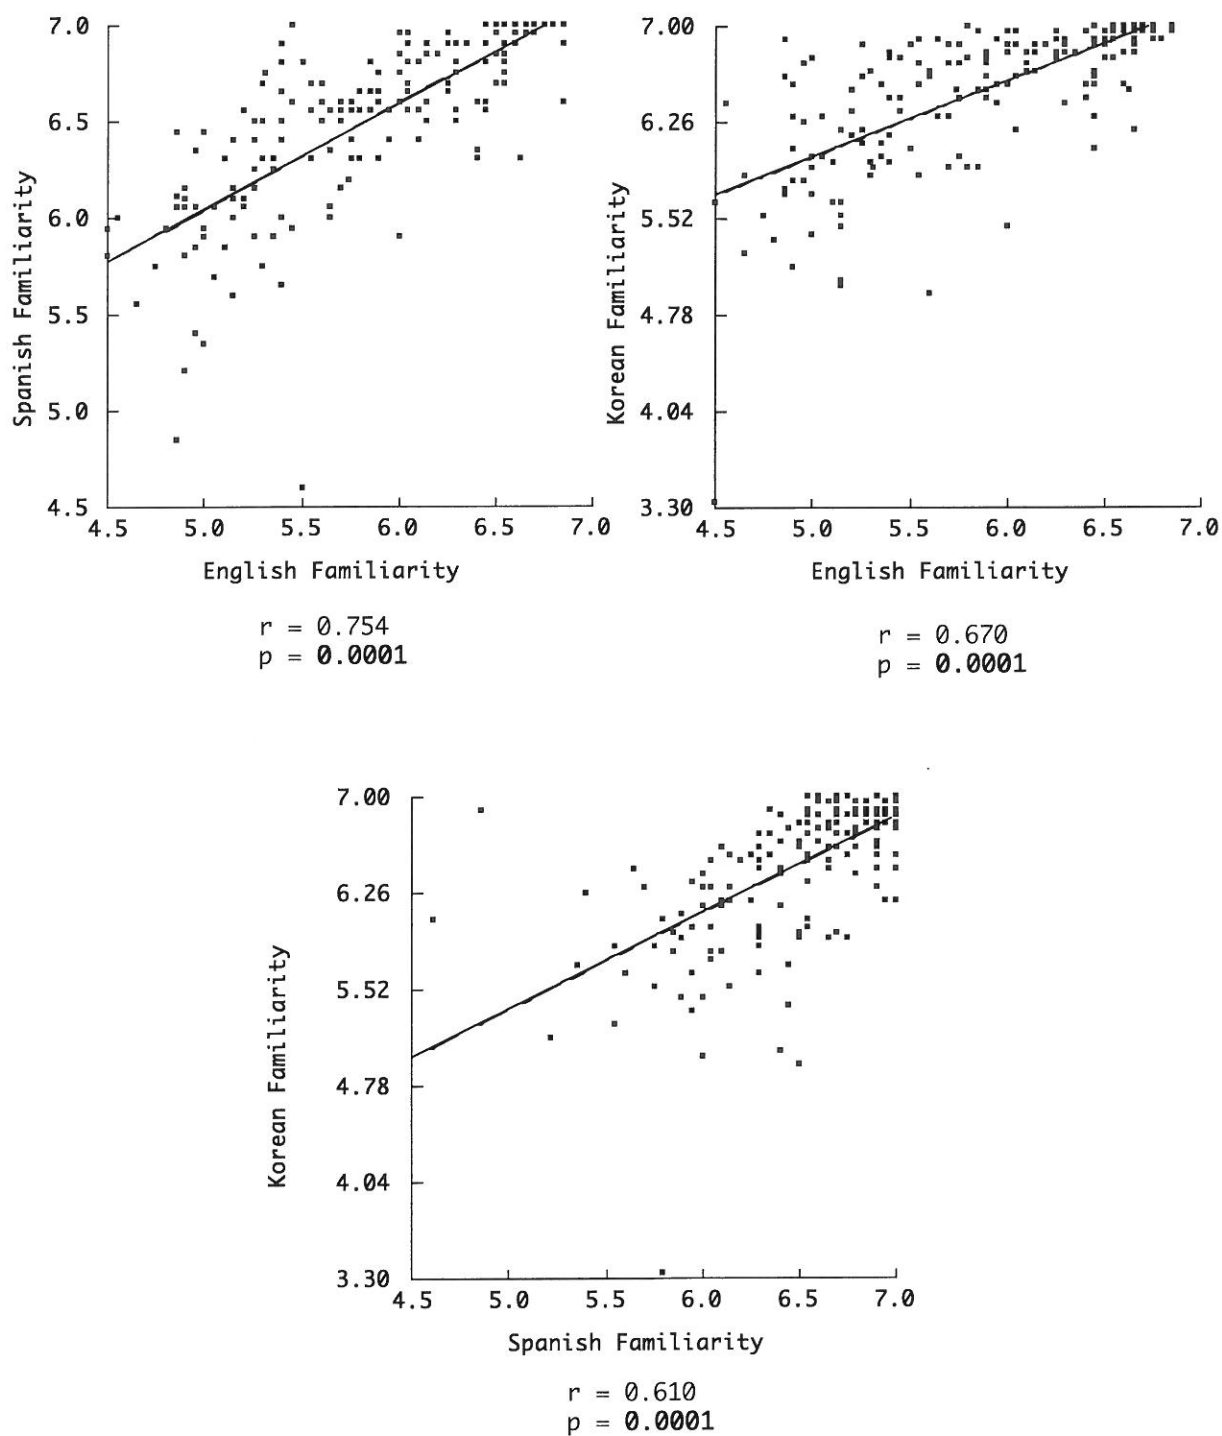 7.0
6.5
6.0
5.5
5.0
4.5
Spanish Familiarity
4.5 5.0 5.5 6.0 6.5 7.0
English Familiarity
r = 0.754
p = 0.0001
7.00
6.26
5.52
4.78
4.04
3.30
Korean Familiarity
4.5 5.0 5.5 6.0 6.5 7.0
English Familiarity
r = 0.670
p = 0.0001
7.00
6.26
5.52
4.78
4.04
3.30
Korean Familiarity
4.5 5.0 5.5 6.0 6.5 7.0
Spanish Familiarity
r = 0.610
p = 0.0001